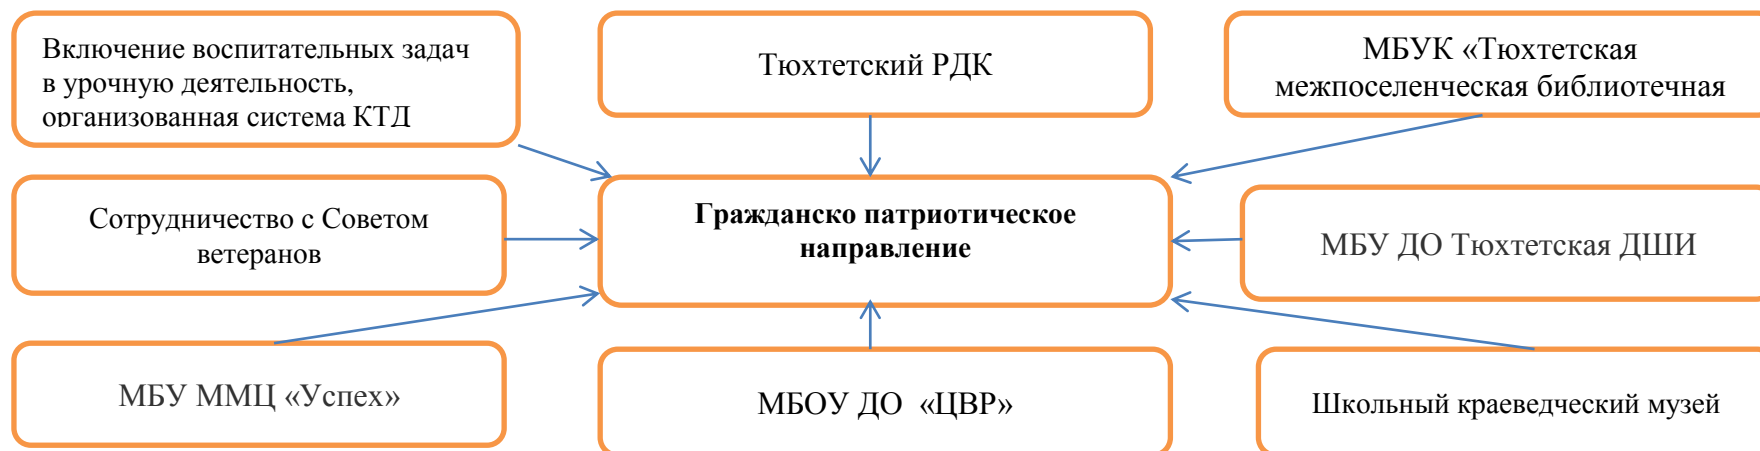 Включение воспитательных задач
в урочную деятельность,
организованная система КТД
Тюхтетский РДК
МБУК «Тюхтетская
межпоселенческая библиотечная
Сотрудничество с Советом
ветеранов
Гражданско патриотическое
направление
МБУ ДО Тюхтетская ДШИ
МБУ ММЦ «Успех»
МБОУ ДО «ЦВР»
Школьный краеведческий музей